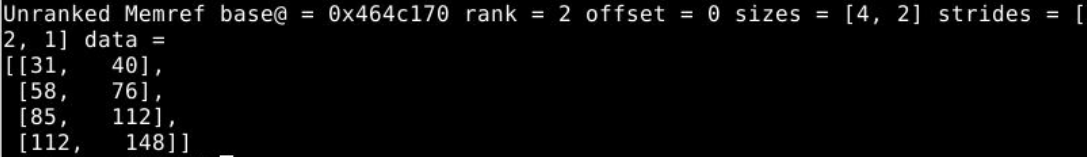 Unranked Memref base@ = 0x464c170 rank = 2 offset = 0 sizes = [4, 2] strides = [
2, 1] data =
[[31,   40],
 [58,   76],
 [85,   112],
 [112,   148]]